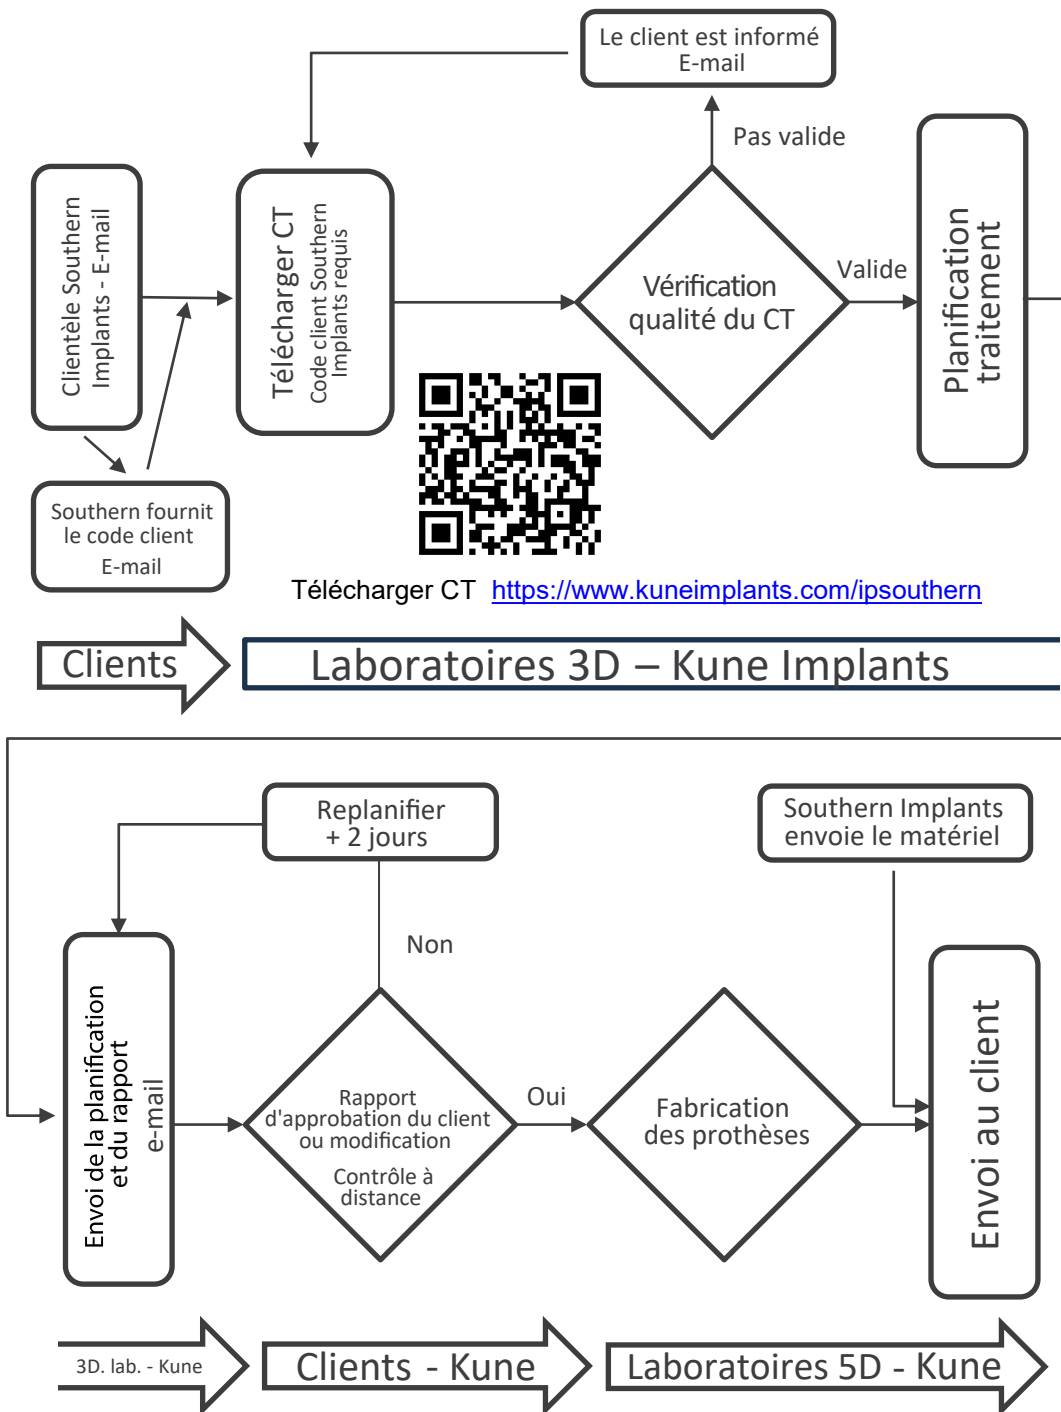 Le client est informé
E-mail
Pas valide
Clientèle Southern
Implants - E-mail
Télécharger CT
Code client Southern
Implants requis
Vérification
qualité du CT
Valide
Planification
traitement
Southern fournit
le code client
E-mail
Télécharger CT https://www.kuneimplants.com/ipsouthern
Clients
Laboratoires 3D – Kune Implants
Replanifier
+ 2 jours
Southern Implants
envoie le matériel
Non
Envoi de la planification
et du rapport
e-mail
Rapport
d'approbation du client
ou modification
Contrôle à
distance
Oui
Fabrication
des prothèses
Envoi au client
3D. lab. - Kune
Clients - Kune
Laboratoires 5D - Kune